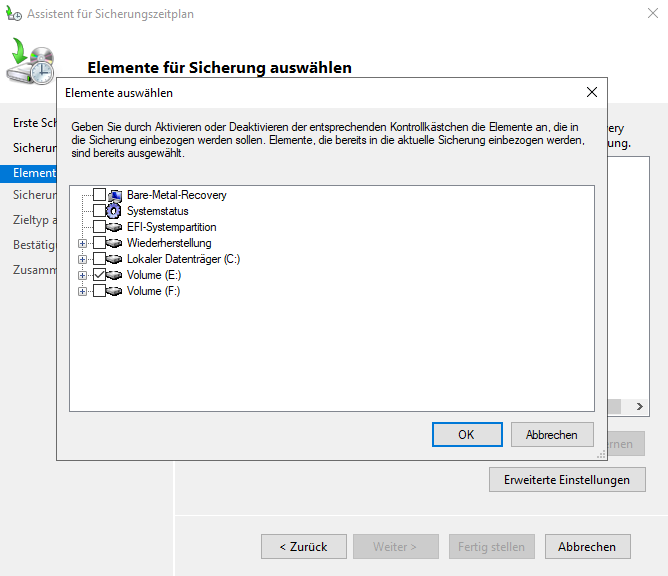 Assistent für Sicherungszeitplan
Elemente für Sicherung auswählen
Elemente auswählen
Geben Sie durch Aktivieren oder Deaktivieren der entsprechenden Kontrollkästchen die Elemente an, die in
die Sicherung einbezogen werden sollen. Elemente, die bereits in die aktuelle Sicherung einbezogen werden,
sind bereits ausgewählt.
Bare-Metal-Recovery
Systemstatus
EFI-Systempartition
Wiederherstellung
Lokaler Datenträger (C:)
Volume (E:)
Volume (F:)
OK
Abbrechen
Erste Sch
Sicherun
Element
Sicherun
Zieltyp a
Bestätig
Zusamm
ery
ung.
rnen
Erweiterte Einstellungen
< Zurück
Weiter >
Fertig stellen
Abbrechen